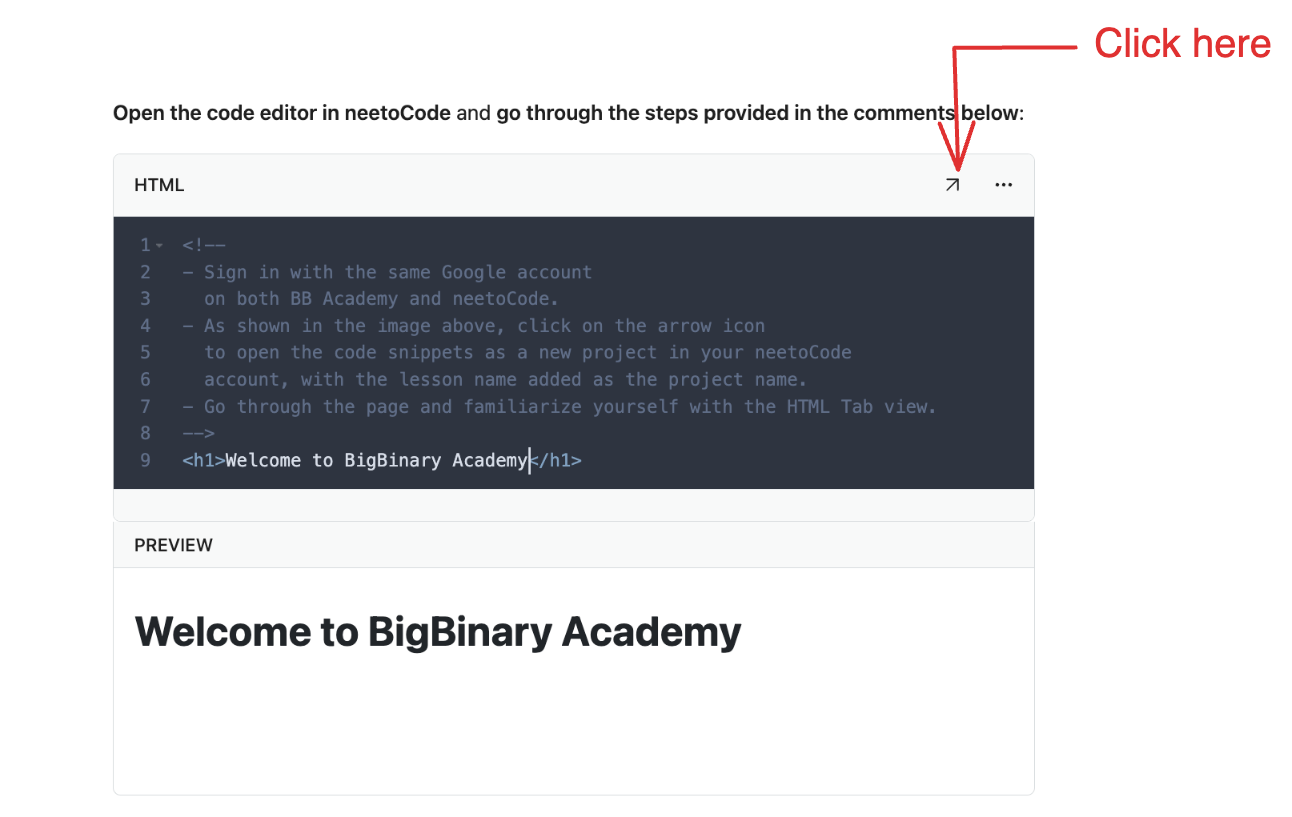 Click here
Open the code editor in neetoCode and go through the steps provided in the comments below:
HTML
1 <!--
2 - Sign in with the same Google account
3 on both BB Academy and neetoCode.
4 - As shown in the image above, click on the arrow icon
5 to open the code snippets as a new project in your neetoCode
6 account, with the lesson name added as the project name.
7 - Go through the page and familiarize yourself with the HTML Tab view.
8 -->
9 <h1>Welcome to BigBinary Academy</h1>
PREVIEW
Welcome to BigBinary Academy